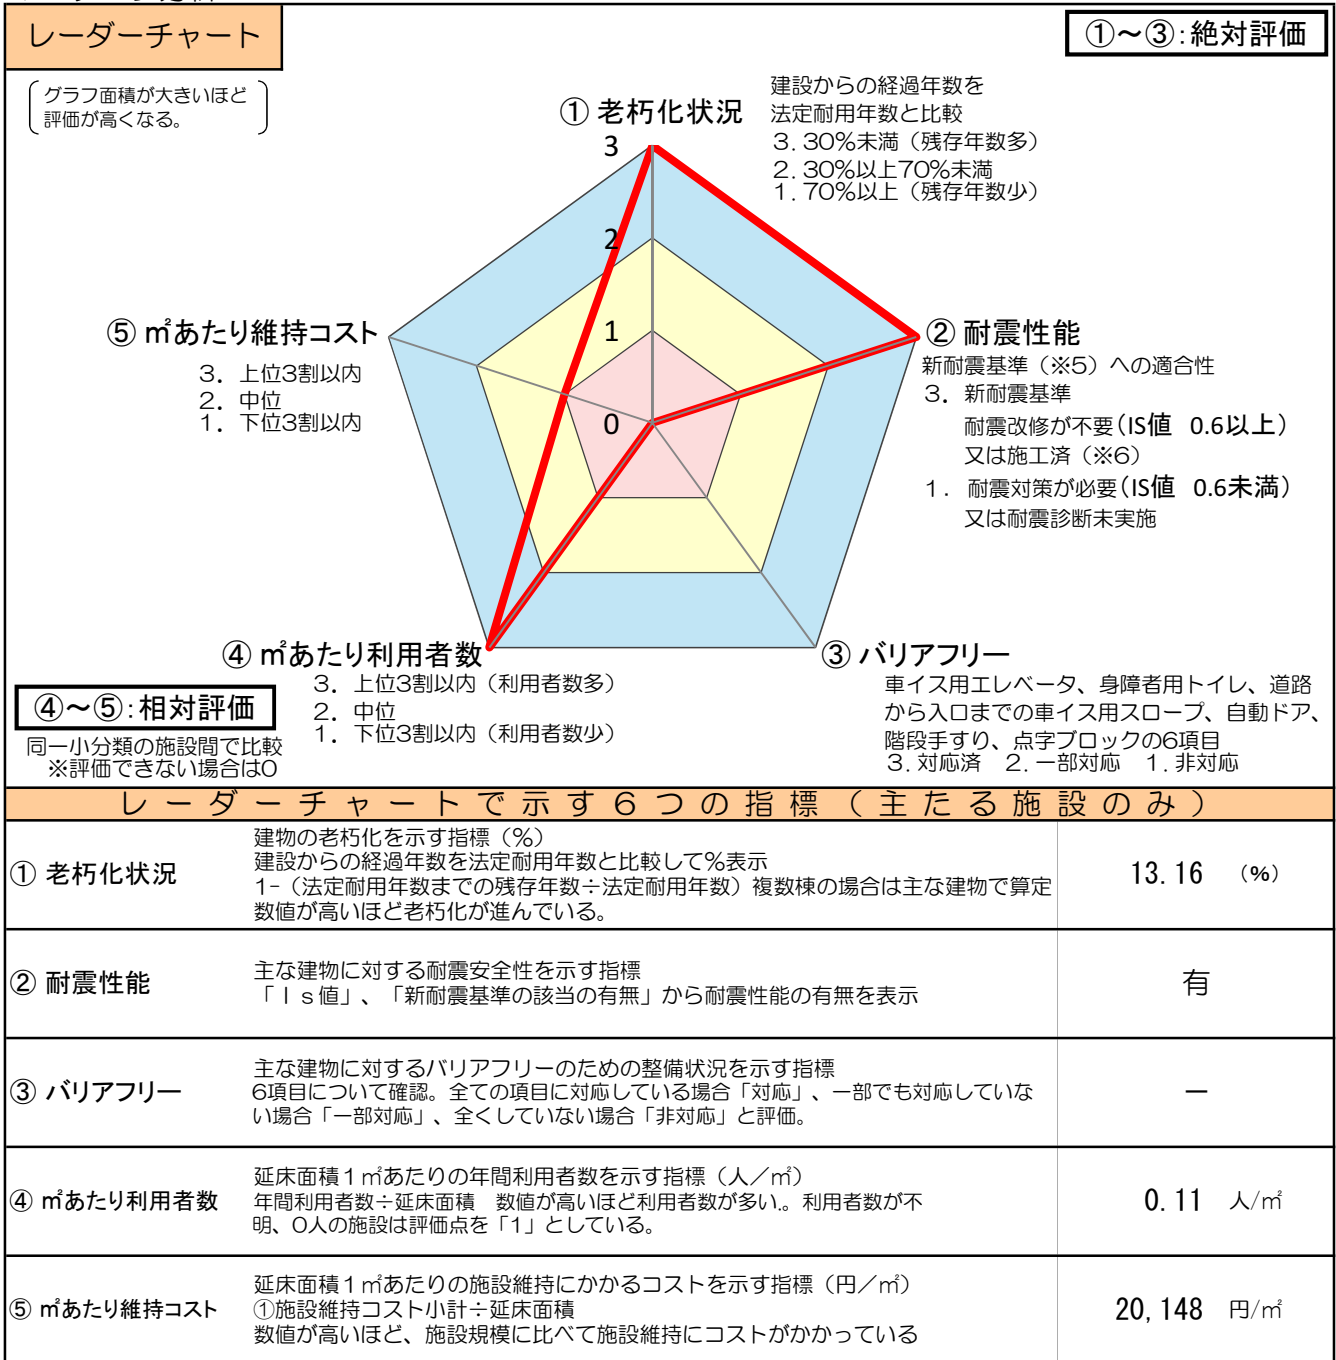 レーダーチャート
①～③:絶対評価
グラフ面積が大きいほど
評価が高くなる。
① 老朽化状況
建設からの経過年数を
法定耐用年数と比較
3. 30%未満（残存年数多）
2. 30%以上70%未満
1. 70%以上（残存年数少）
3
2
1
0
⑤ ㎡あたり維持コスト
3. 上位3割以内
2. 中位
1. 下位3割以内
② 耐震性能
新耐震基準（※5）への適合性
3. 新耐震基準
耐震改修が不要(IS値 0.6以上)
又は施工済（※6）
1. 耐震対策が必要(IS値 0.6未満)
又は耐震診断未実施
④ ㎡あたり利用者数
3. 上位3割以内（利用者数多）
2. 中位
1. 下位3割以内（利用者数少）
③ バリアフリー
車イス用エレベータ、身障者用トイレ、道路
から入口までの車イス用スロープ、自動ドア、
階段手すり、点字ブロックの6項目
3. 対応済 2. 一部対応 1. 非対応
④～⑤:相対評価
同一小分類の施設間で比較
※評価できない場合は0
レーダーチャートで示す６つの指標（主たる施設のみ）
① 老朽化状況
建物の老朽化を示す指標（%）
建設からの経過年数を法定耐用年数と比較して%表示
1-（法定耐用年数までの残存年数÷法定耐用年数）複数棟の場合は主な建物で算定
数値が高いほど老朽化が進んでいる。
13.16 (%)
② 耐震性能
主な建物に対する耐震安全性を示す指標
「Ｉｓ値」、「新耐震基準の該当の有無」から耐震性能の有無を表示
有
③ バリアフリー
主な建物に対するバリアフリーのための整備状況を示す指標
6項目について確認。全ての項目に対応している場合「対応」、一部でも対応していな
い場合「一部対応」、全くしていない場合「非対応」と評価。
－
④ ㎡あたり利用者数
延床面積１㎡あたりの年間利用者数を示す指標（人／㎡）
年間利用者数÷延床面積 数値が高いほど利用者数が多い。利用者数が不
明、0人の施設は評価点を「1」としている。
0.11 人/㎡
⑤ ㎡あたり維持コスト
延床面積１㎡あたりの施設維持にかかるコストを示す指標（円／㎡）
①施設維持コスト小計÷延床面積
数値が高いほど、施設規模に比べて施設維持にコストがかかっている
20,148 円/㎡